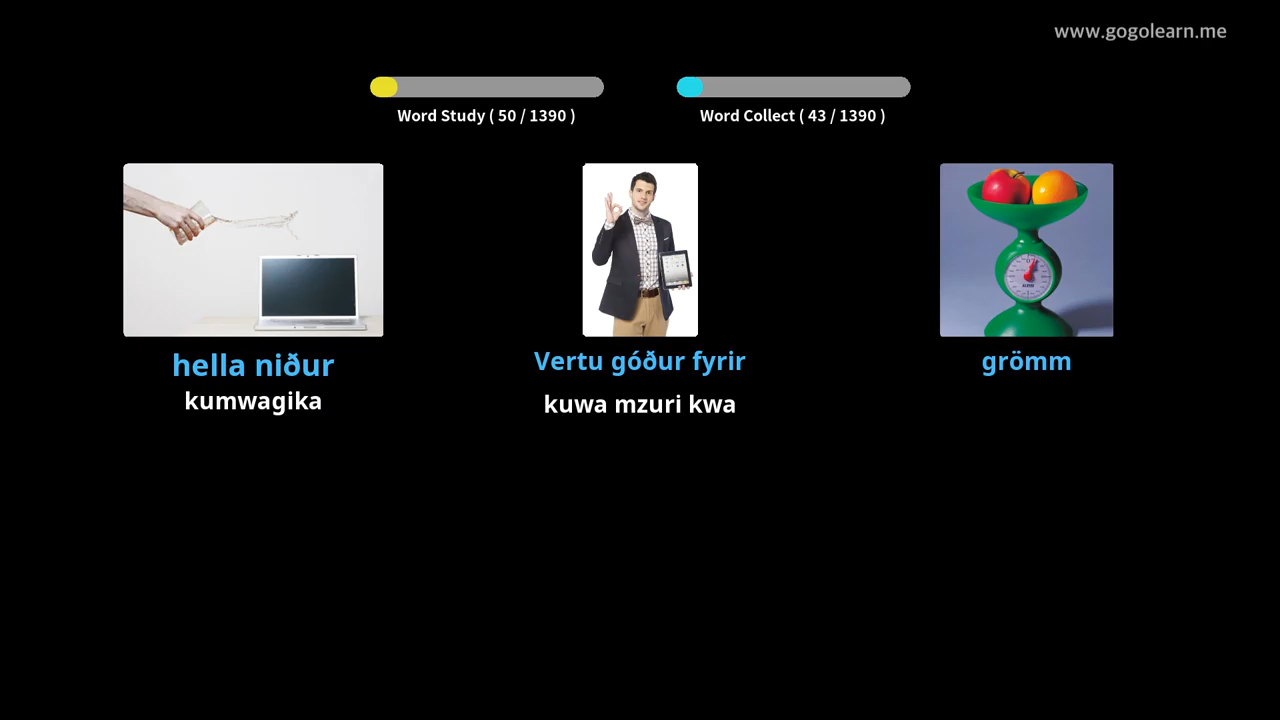 www.gogolearn.me
Word Study ( 50 / 1390 )
Word Collect ( 43 / 1390 )
hella niður
kumwagika
Vertu góður fyrir
kuwa mzuri kwa
grömm